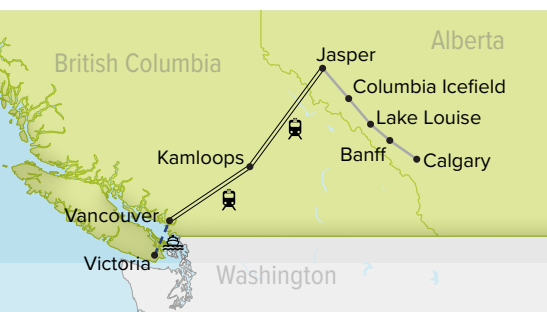 Jasper
Alberta
British Columbia
Columbia Icefield
Lake Louise
Kamloops
Banff
Calgary
Vancouver
Victoria
Washington